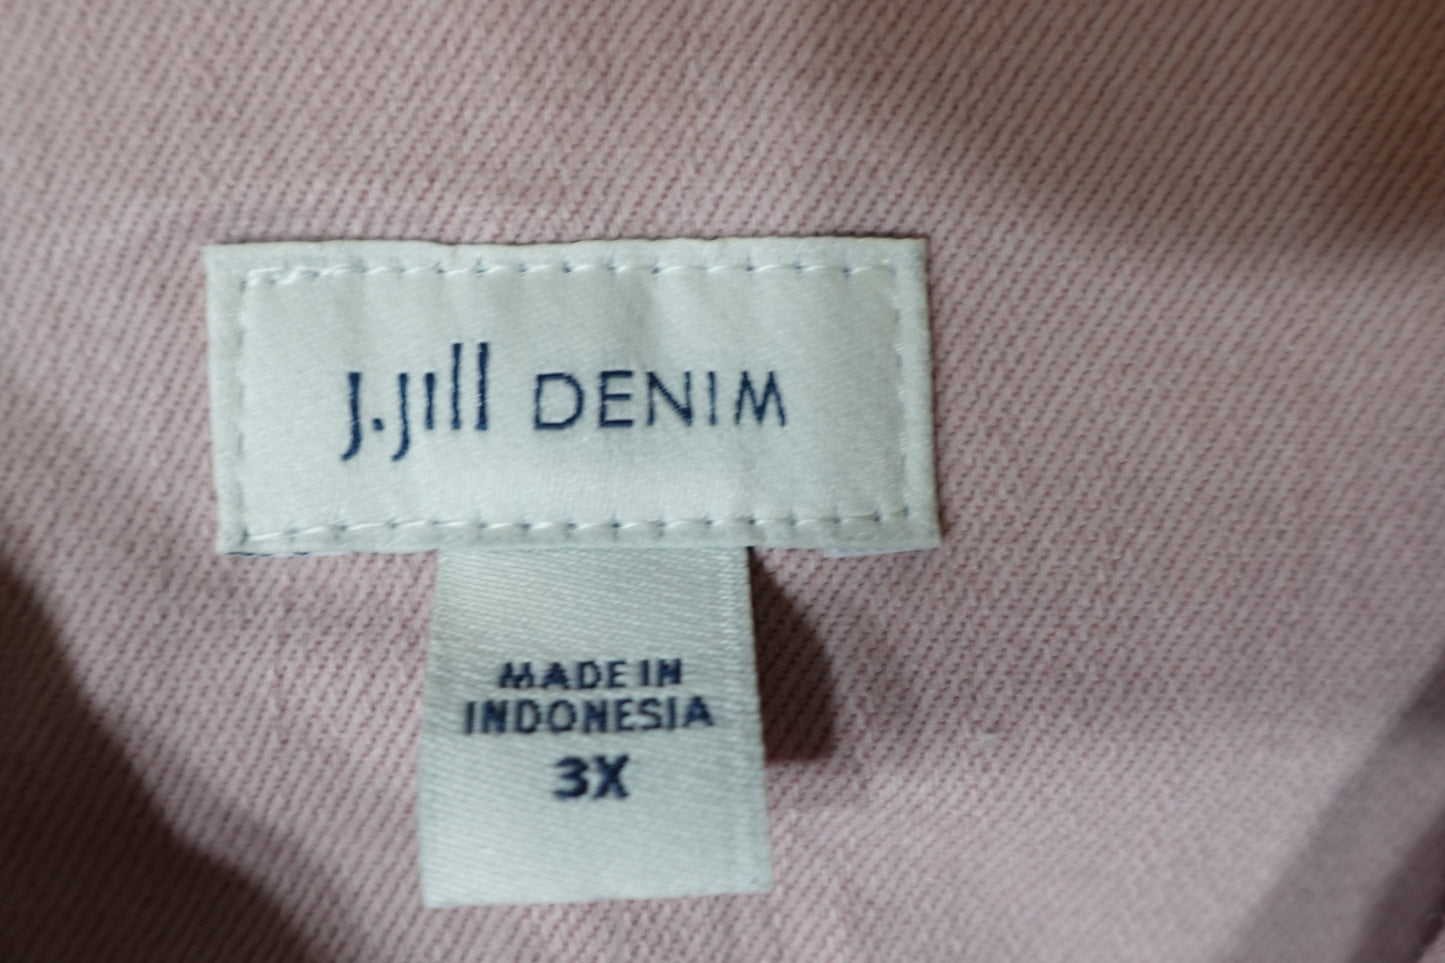 J.Jill DENIM
MADE IN
INDONESIA
3X